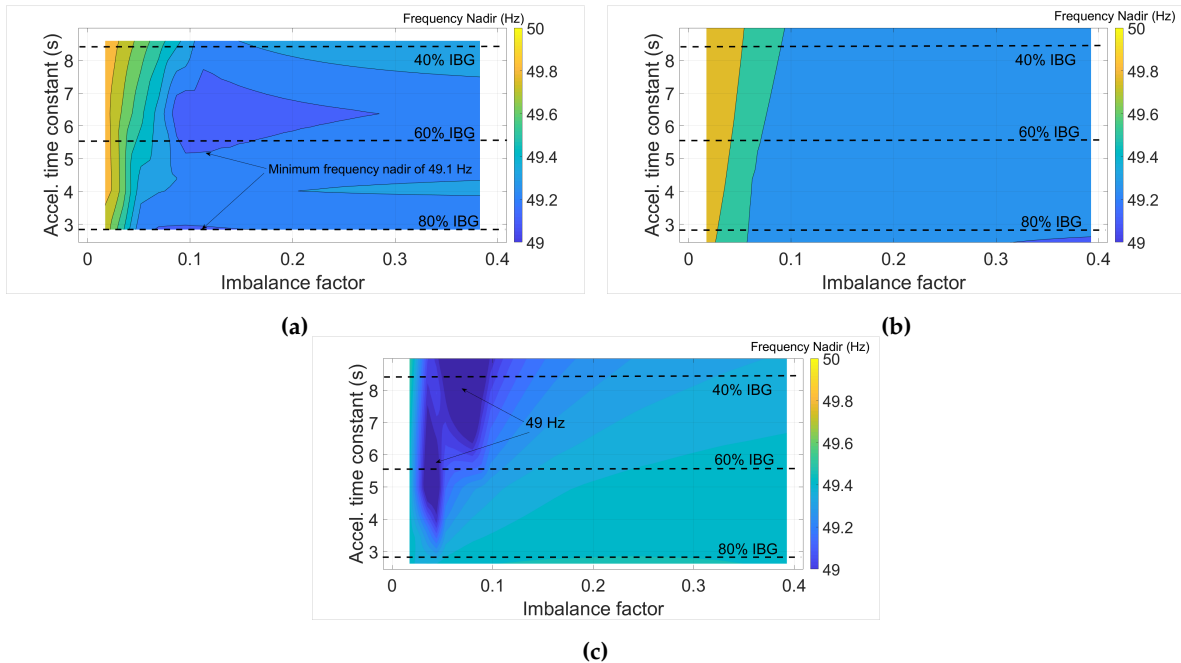 Frequency Nadir (Hz)
Accel. time constant (s)
8
7
6
5
4
3
40% IBG
60% IBG
Minimum frequency nadir of 49.1 Hz
80% IBG
0
0.1
0.2
0.3
0.4
Imbalance factor
50
49.8
49.6
49.4
49.2
49
(a)
Frequency Nadir (Hz)
Accel. time constant (s)
8
7
6
5
4
3
40% IBG
60% IBG
80% IBG
0
0.1
0.2
0.3
0.4
Imbalance factor
50
49.8
49.6
49.4
49.2
49
(b)
Frequency Nadir (Hz)
Accel. time constant (s)
8
7
6
5
4
3
40% IBG
49 Hz
60% IBG
80% IBG
0
0.1
0.2
0.3
0.4
Imbalance factor
50
49.8
49.6
49.4
49.2
49
(c)